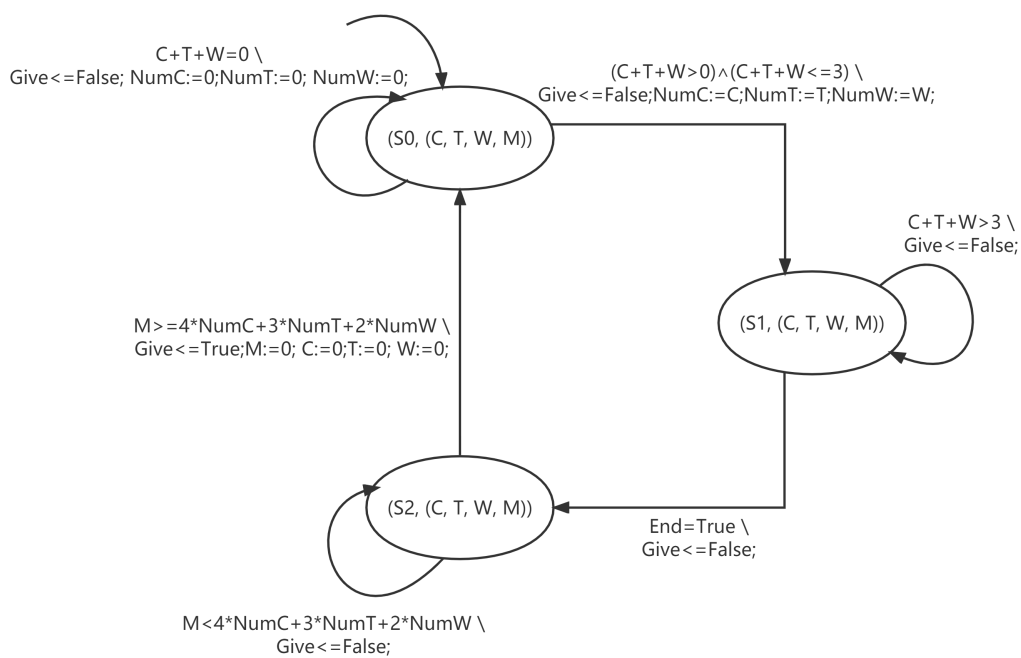 C+T+W=0 \
Give<=False; NumC:=0;NumT:=0; NumW:=0;
(C+T+W>0)∧(C+T+W<=3) \
Give<=False;NumC:=C;NumT:=T;NumW:=W;
(S0, (C, T, W, M))
C+T+W>3 \
Give<=False;
(S1, (C, T, W, M))
M>=4*NumC+3*NumT+2*NumW \
Give<=True;M:=0; C:=0;T:=0; W:=0;
(S2, (C, T, W, M))
End=True \
Give<=False;
M<4*NumC+3*NumT+2*NumW \
Give<=False;